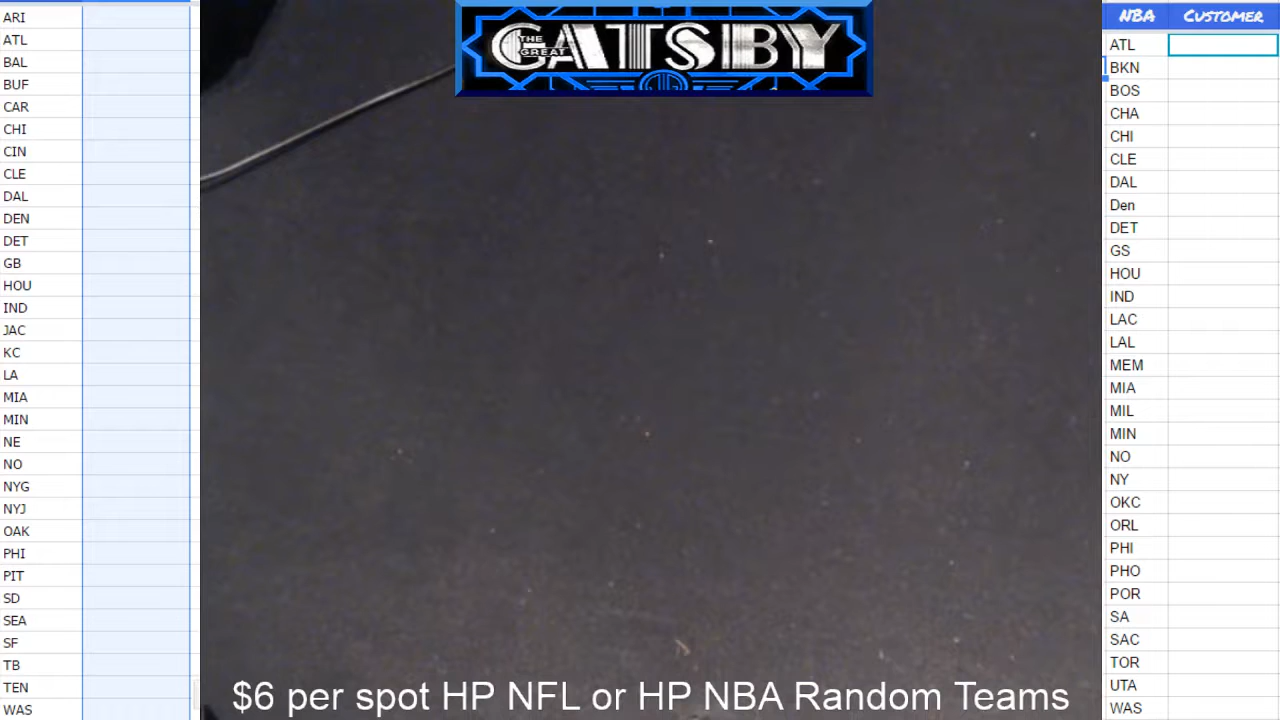 ARI
ATL
BAL
BUF
CAR
CHI
CIN
CLE
DAL
DEN
DET
GB
HOU
IND
JAC
KC
LA
MIA
MIN
NE
NO
NYG
NYJ
OAK
PHI
PIT
SD
SEA
SF
TB
TEN
WAS
THE
GREAT
GATSBY
$6 per spot HP NFL or HP NBA Random Teams
NBA Customer
ATL
BKN
BOS
CHA
CHI
CLE
DAL
Den
DET
GS
HOU
IND
LAC
LAL
MEM
MIA
MIL
MIN
NO
NY
OKC
ORL
PHI
PHO
POR
SA
SAC
TOR
UTA
WAS